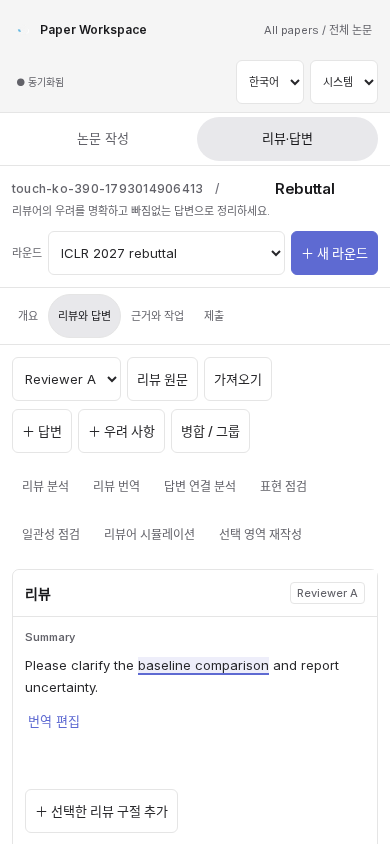 Paper Workspace
All papers / 전체 논문
동기화됨
한국어
시스템
논문 작성
리뷰·답변
touch-ko-390-1793014906413 / Rebuttal
리뷰어의 우려를 명확하고 빠짐없는 답변으로 정리하세요.
라운드
ICLR 2027 rebuttal
+ 새 라운드
개요
리뷰와 답변
근거와 작업
제출
Reviewer A
리뷰 원문
가져오기
+ 답변
+ 우려 사항
병합 / 그룹
리뷰 분석
리뷰 번역
답변 연결 분석
표현 점검
일관성 점검
리뷰어 시뮬레이션
선택 영역 재작성
리뷰
Reviewer A
Summary
Please clarify the baseline comparison and report
uncertainty.
번역 편집
+ 선택한 리뷰 구절 추가